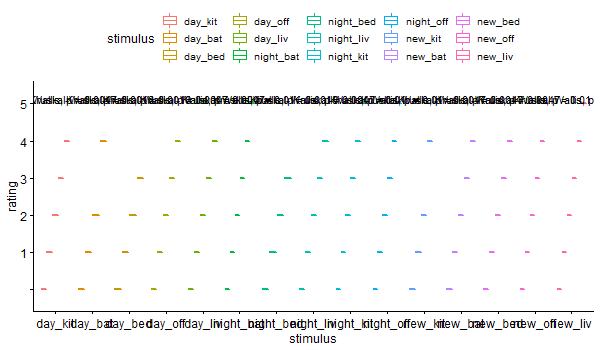 stimulus
day_kit day_off night_bed night_off new_bed
day_bat day_liv night_liv new_kit new_off
day_bed night_bat night_kit new_bat new_liv
5
4
3
2
1
rating
day_kit day_bat day_bed day_off day_liv night_bat night_bed night_liv night_kit night_off new_kit new_bat new_bed new_off new_liv
stimulus